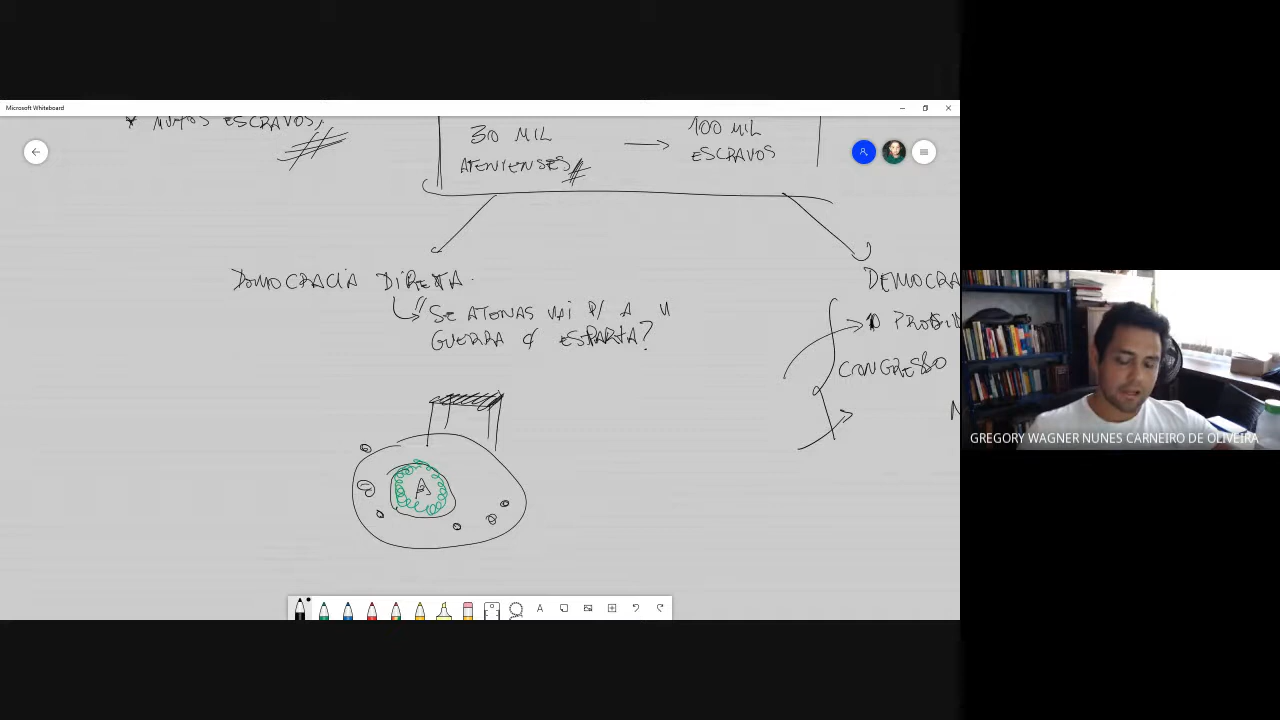 Microsoft Whiteboard
* MUITOS ESCRAVOS,
30 MIL
ATENIENSES
100 MIL
ESCRAVOS
DEMOCRACIA DIRETA.
"SE ATENAS VAI P/ A
GUERRA C/ ESPARTA?
DEMOCRA
CONGRESSO
A
GREGORY WAGNER NUNES CARNEIRO DE OLIVEIRA